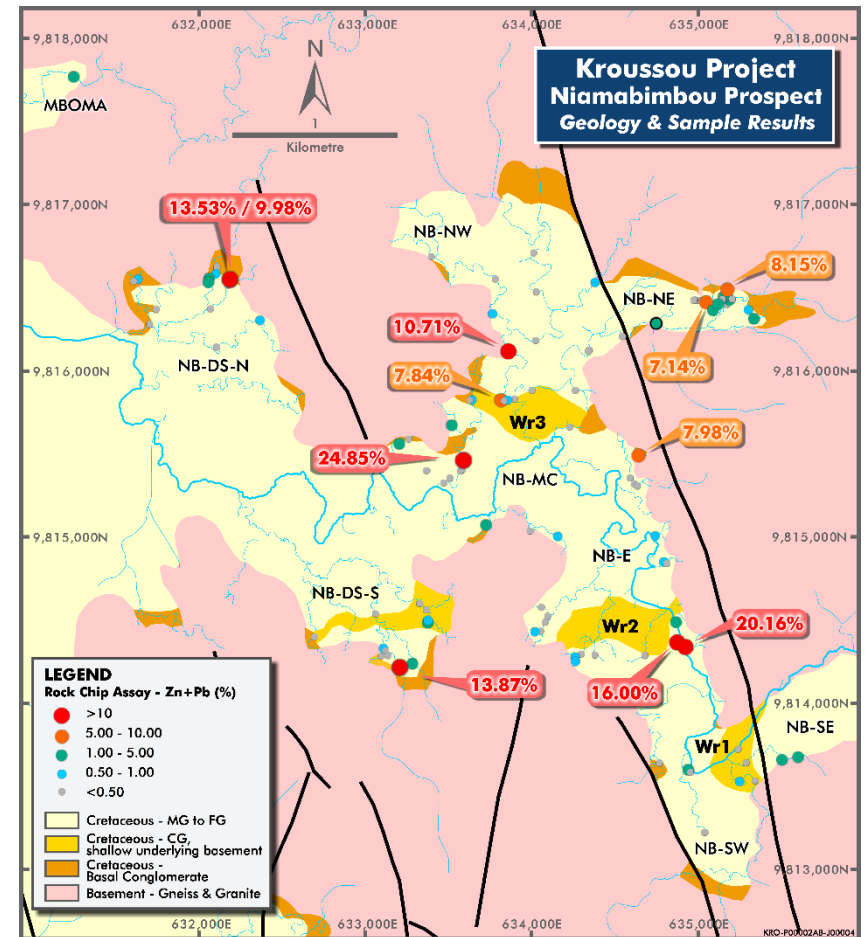 632,000E
633,000E
634,000E
635,000E
9,818,000N
9,818,000N
N
1
Kilometre
Kroussou Project
Niamabimbou Prospect
Geology & Sample Results
MBOMA
9,817,000N
9,817,000N
13.53% / 9.98%
NB-NW
8.15%
NB-NE
10.71%
7.14%
9,816,000N
9,816,000N
NB-DS-N
7.84%
Wr3
7.98%
24.85%
NB-MC
9,815,000N
9,815,000N
NB-E
NB-DS-S
Wr2
20.16%
13.87%
16.00%
9,814,000N
NB-SE
Wr1
NB-SW
9,813,000N
LEGEND
Rock Chip Assay - Zn+Pb (%)
>10
5.00 - 10.00
1.00 - 5.00
0.50 - 1.00
<0.50
Cretaceous - MG to FG
Cretaceous - CG,
shallow underlying basement
Cretaceous -
Basal Conglomerate
Basement - Gneiss & Granite
632,000E
633,000E
634,000E
635,000E
KRO-P00002AB-J00004